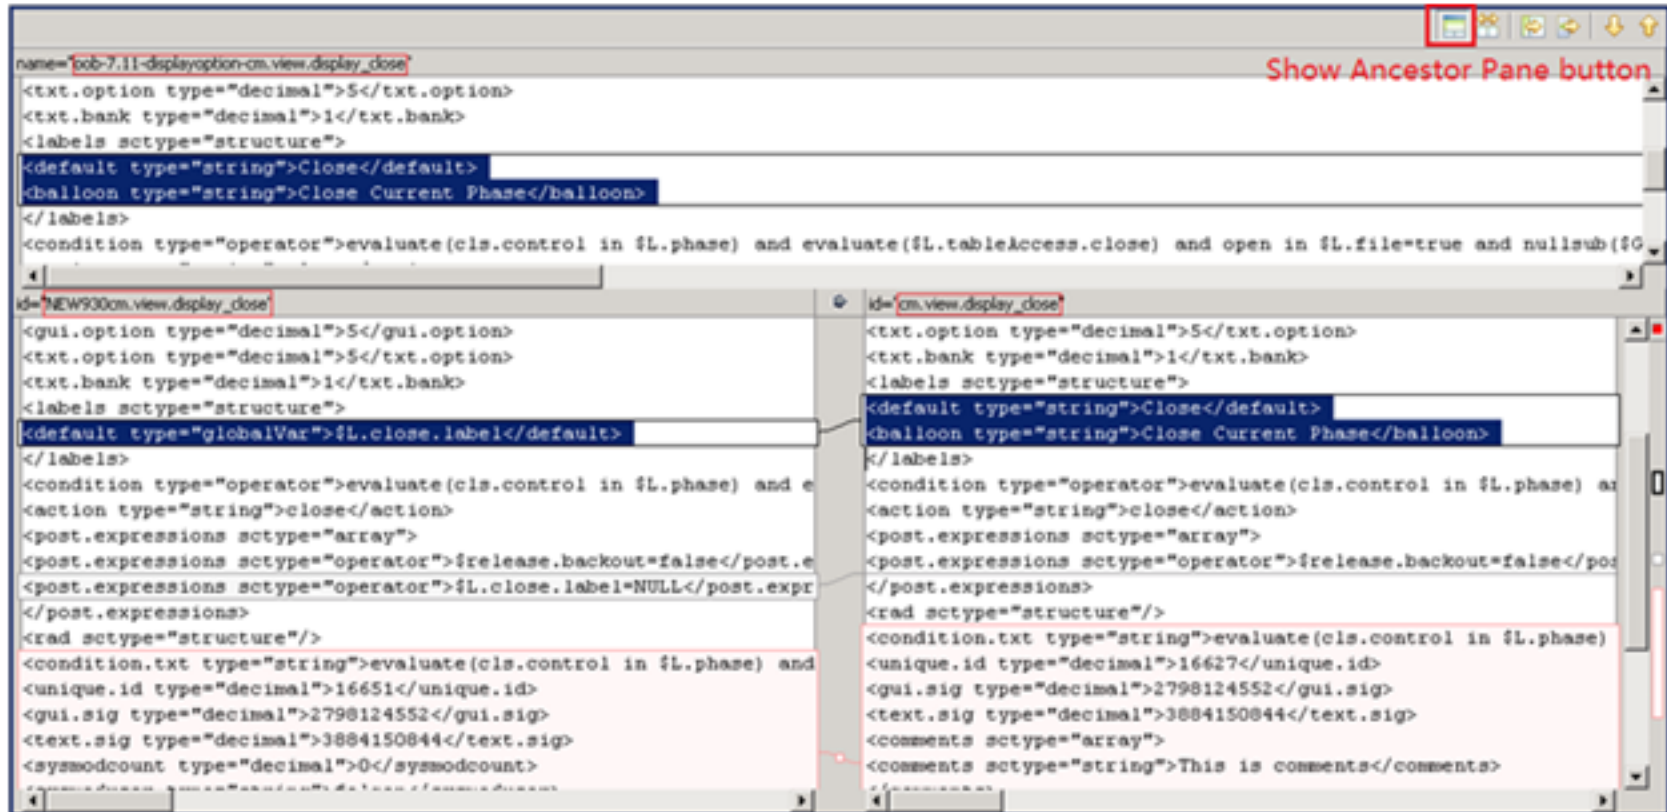 Show Ancestor Pane button
name="oob-7.11-displayoption-cm.view.display_close"
<txt.option type="decimal">5</txt.option>
<txt.bank type="decimal">1</txt.bank>
<labels sctype="structure">
<default type="string">Close</default>
<balloon type="string">Close Current Phase</balloon>
</labels>
<condition type="operator">evaluate(cls.control in $L.phase) and evaluate($L.tableAccess.close) and open in $L.file=true and nullsub($G
id="NEW930cm.view.display_close"
<gui.option type="decimal">5</gui.option>
<txt.option type="decimal">5</txt.option>
<txt.bank type="decimal">1</txt.bank>
<labels sctype="structure">
<default type="globalVar">$L.close.label</default>
</labels>
<condition type="operator">evaluate(cls.control in $L.phase) and e
<action type="string">close</action>
<post.expressions sctype="array">
<post.expressions sctype="operator">$release.backout=false</post.e
<post.expressions sctype="operator">$L.close.label=NULL</post.expr
</post.expressions>
<rad sctype="structure"/>
<condition.txt type="string">evaluate(cls.control in $L.phase) and
<unique.id type="decimal">16651</unique.id>
<gui.sig type="decimal">2798124552</gui.sig>
<text.sig type="decimal">3884150844</text.sig>
<sysmodcount type="decimal">0</sysmodcount>
id="cm.view.display_close"
<txt.option type="decimal">5</txt.option>
<txt.bank type="decimal">1</txt.bank>
<labels sctype="structure">
<default type="string">Close</default>
<balloon type="string">Close Current Phase</balloon>
</labels>
<condition type="operator">evaluate(cls.control in $L.phase) a
<action type="string">close</action>
<post.expressions sctype="array">
<post.expressions sctype="operator">$release.backout=false</pos
</post.expressions>
<rad sctype="structure"/>
<condition.txt type="string">evaluate(cls.control in $L.phase)
<unique.id type="decimal">16627</unique.id>
<gui.sig type="decimal">2798124552</gui.sig>
<text.sig type="decimal">3884150844</text.sig>
<comments sctype="array">
<comments sctype="string">This is comments</comments>